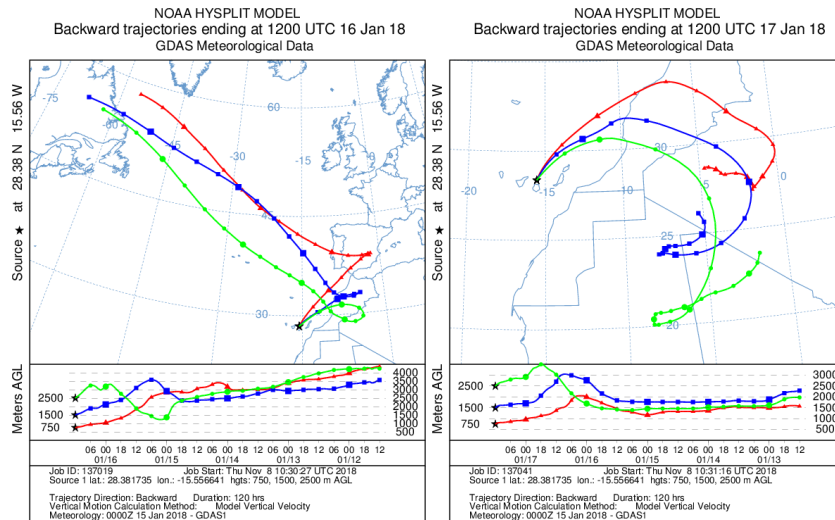 NOAA HYSPLIT MODEL
Backward trajectories ending at 1200 UTC 16 Jan 18
GDAS Meteorological Data
Source ★ at 28.38 N 15.56 W
-75
-60
-45
-30
-15
0
60
45
30
Meters AGL
2500
1500
750
4000
3500
3000
2500
2000
1500
1000
500
06 00 18 12 06 00 18 12 06 00 18 12 06 00 18 12
01/16 01/15 01/14 01/13 01/12
Job ID: 137019 Job Start: Thu Nov 8 10:30:27 UTC 2018
Source 1 lat.: 28.381735 lon.: -15.556641 hgts: 750, 1500, 2500 m AGL
Trajectory Direction: Backward Duration: 120 hrs
Vertical Motion Calculation Method: Model Vertical Velocity
Meteorology: 0000Z 15 Jan 2018 - GDAS1
NOAA HYSPLIT MODEL
Backward trajectories ending at 1200 UTC 17 Jan 18
GDAS Meteorological Data
Source ★ at 28.38 N 15.56 W
-20
-15
-10
-5
0
30
25
20
Meters AGL
2500
1500
750
3000
2500
2000
1500
1000
500
06 00 18 12 06 00 18 12 06 00 18 12 06 00 18 12
01/17 01/16 01/15 01/14 01/13
Job ID: 137041 Job Start: Thu Nov 8 10:31:16 UTC 2018
Source 1 lat.: 28.381735 lon.: -15.556641 hgts: 750, 1500, 2500 m AGL
Trajectory Direction: Backward Duration: 120 hrs
Vertical Motion Calculation Method: Model Vertical Velocity
Meteorology: 0000Z 15 Jan 2018 - GDAS1